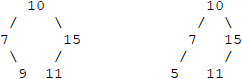 10                    10
/    \                /  \
7      15            7    15
\    /              /    /
9  11             5   11